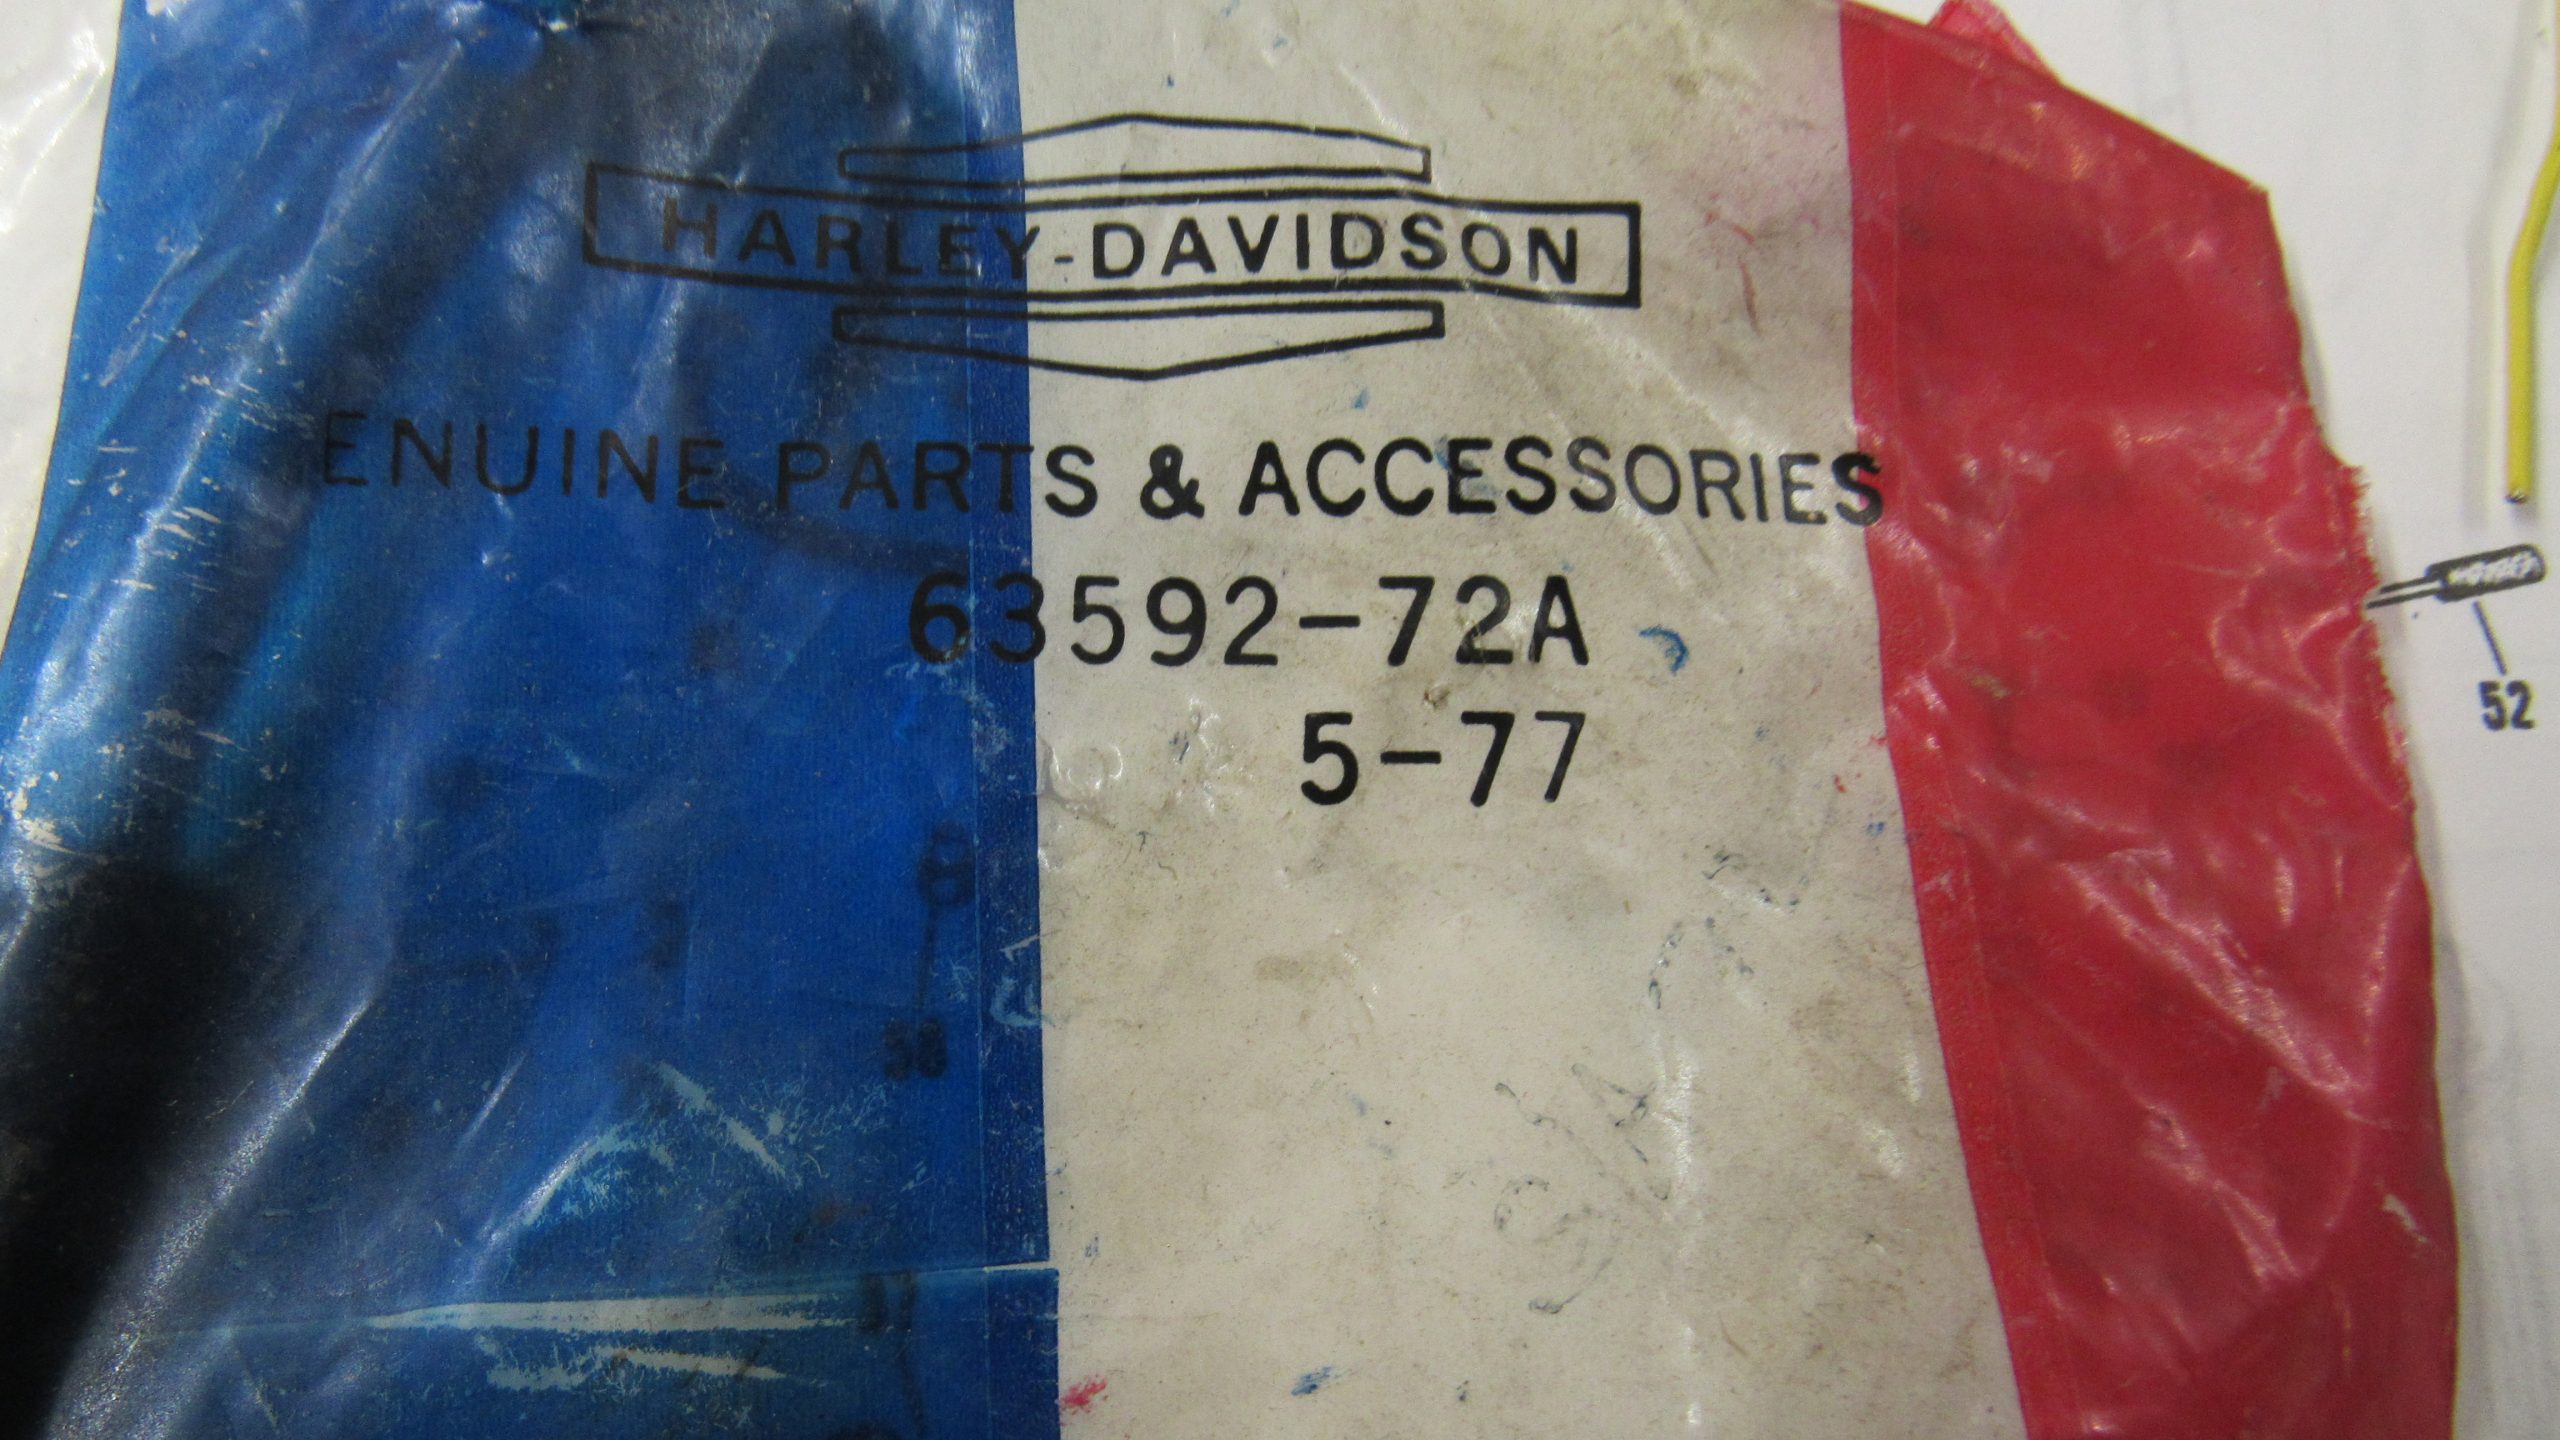 HARLEY-DAVIDSON
ENUINE PARTS & ACCESSORIES
63592-72A
5-77
52